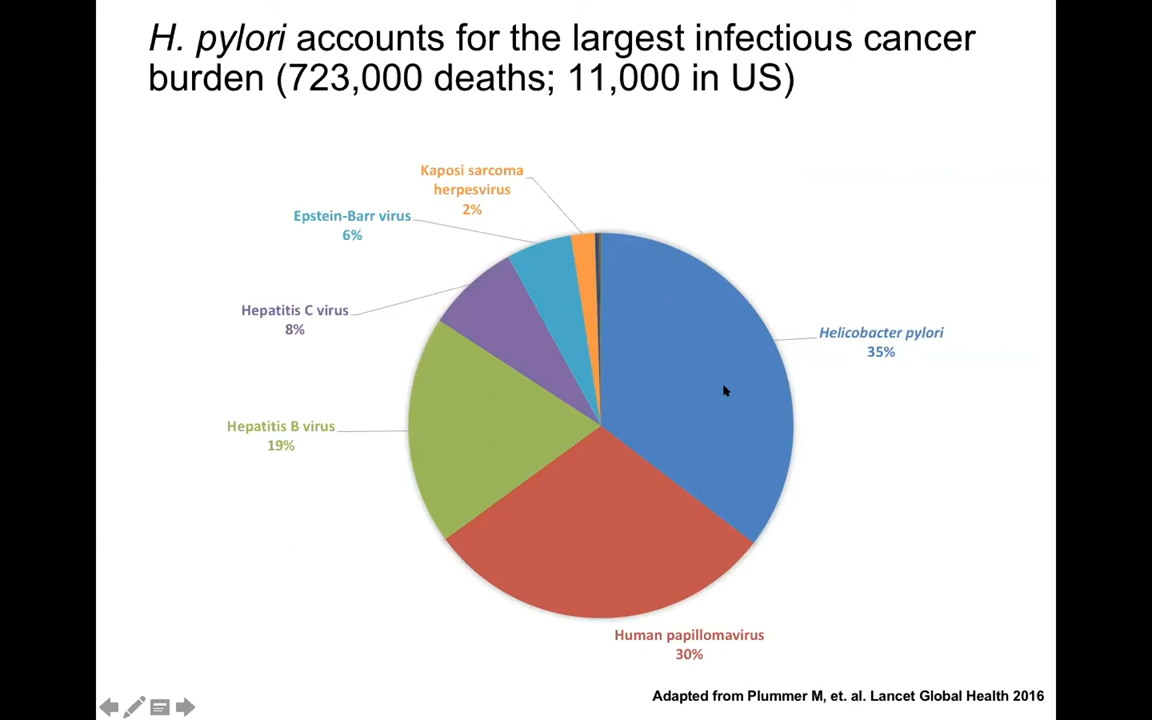 H. pylori accounts for the largest infectious cancer
burden (723,000 deaths; 11,000 in US)
Kaposi sarcoma
herpesvirus
2%
Epstein-Barr virus
6%
Hepatitis C virus
8%
Helicobacter pylori
35%
Hepatitis B virus
19%
Human papillomavirus
30%
Adapted from Plummer M, et. al. Lancet Global Health 2016